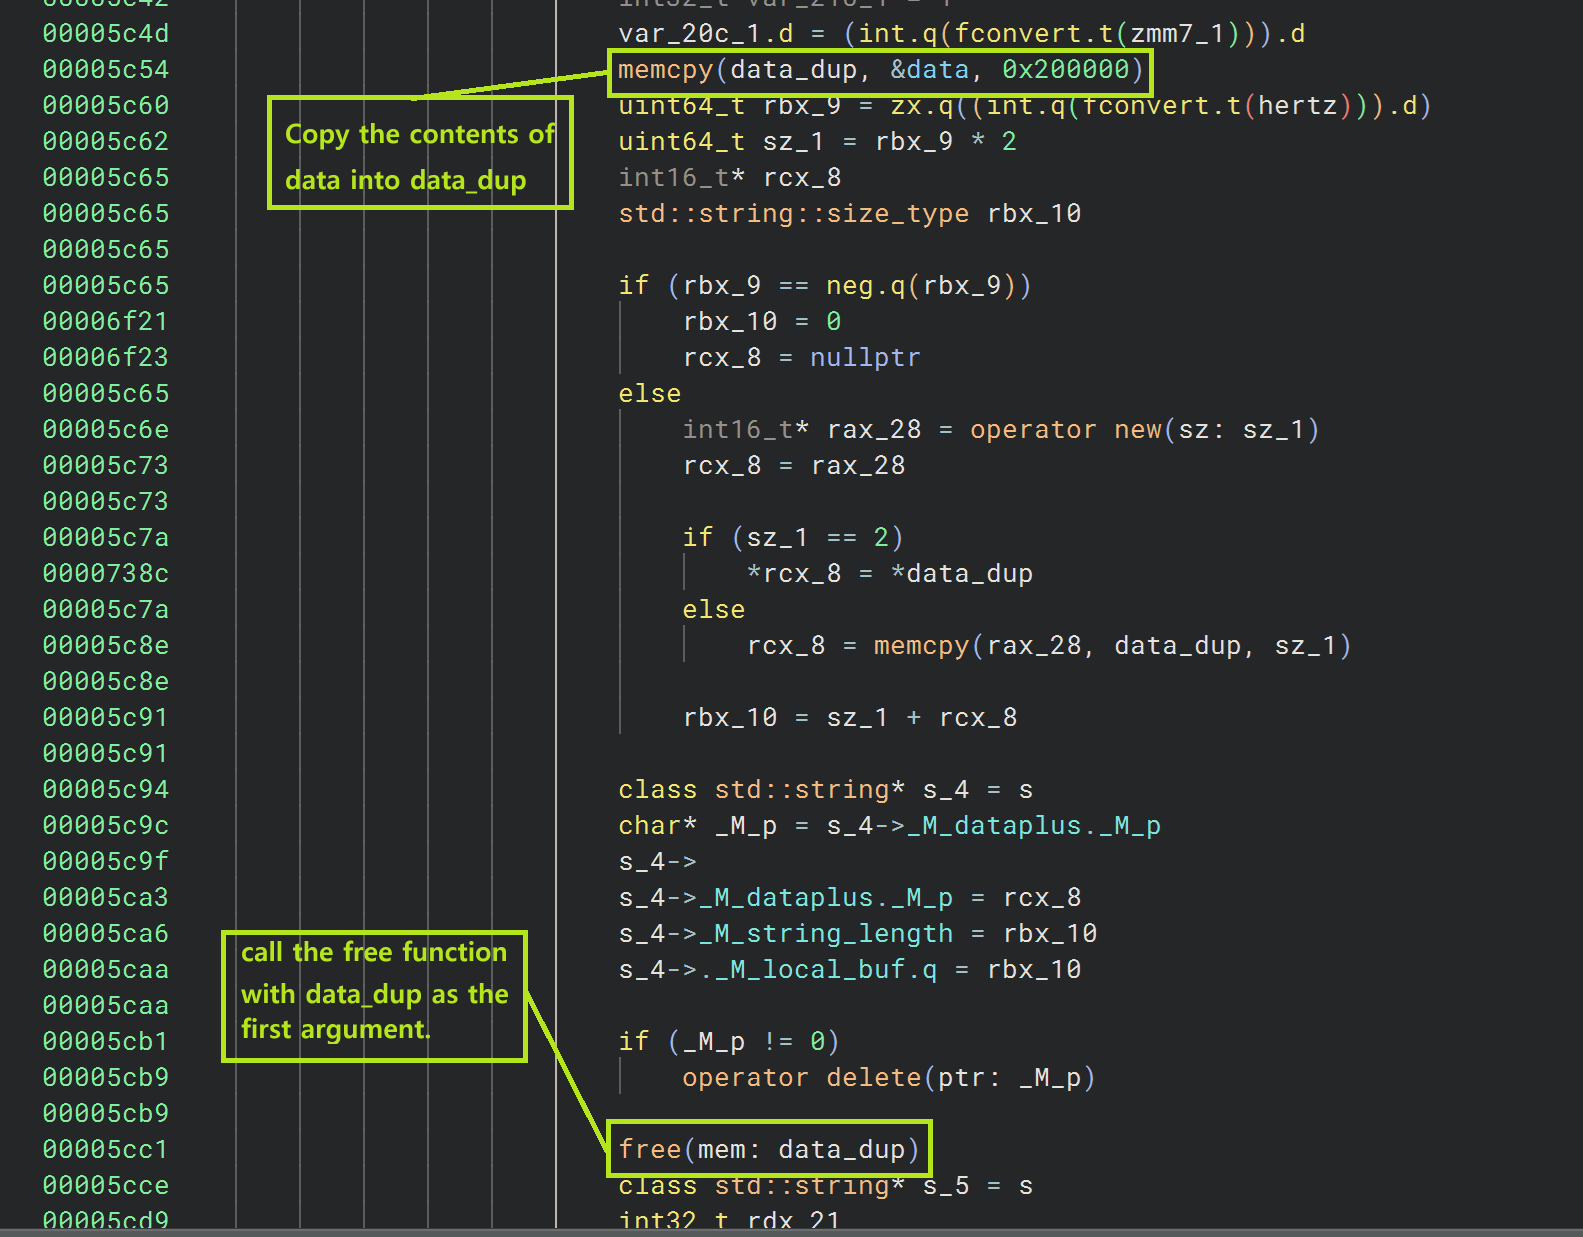 00005c42 int32_t var_210_1 = 1
00005c4d var_20c_1.d = (int.q(fconvert.t(zmm7_1))).d
00005c54 memcpy(data_dup, &data, 0x200000)
00005c60 uint64_t rbx_9 = zx.q((int.q(fconvert.t(hertz))).d)
Copy the contents of
data into data_dup
00005c62 uint64_t sz_1 = rbx_9 * 2
00005c65 int16_t* rcx_8
00005c65 std::string::size_type rbx_10
00005c65
00005c65 if (rbx_9 == neg.q(rbx_9))
00006f21 rbx_10 = 0
00006f23 rcx_8 = nullptr
00005c65 else
00005c6e int16_t* rax_28 = operator new(sz: sz_1)
00005c73 rcx_8 = rax_28
00005c73
00005c7a if (sz_1 == 2)
0000738c *rcx_8 = *data_dup
00005c7a else
00005c8e rcx_8 = memcpy(rax_28, data_dup, sz_1)
00005c8e
00005c91 rbx_10 = sz_1 + rcx_8
00005c91
00005c94 class std::string* s_4 = s
00005c9c char* _M_p = s_4->_M_dataplus._M_p
00005c9f s_4->
00005ca3 s_4->_M_dataplus._M_p = rcx_8
00005ca6 s_4->_M_string_length = rbx_10
00005caa s_4->._M_local_buf.q = rbx_10
00005caa
call the free function
with data_dup as the
first argument.
00005cb1 if (_M_p != 0)
00005cb9 operator delete(ptr: _M_p)
00005cb9
00005cc1 free(mem: data_dup)
00005cce class std::string* s_5 = s
00005cd9 int32_t rdx_21